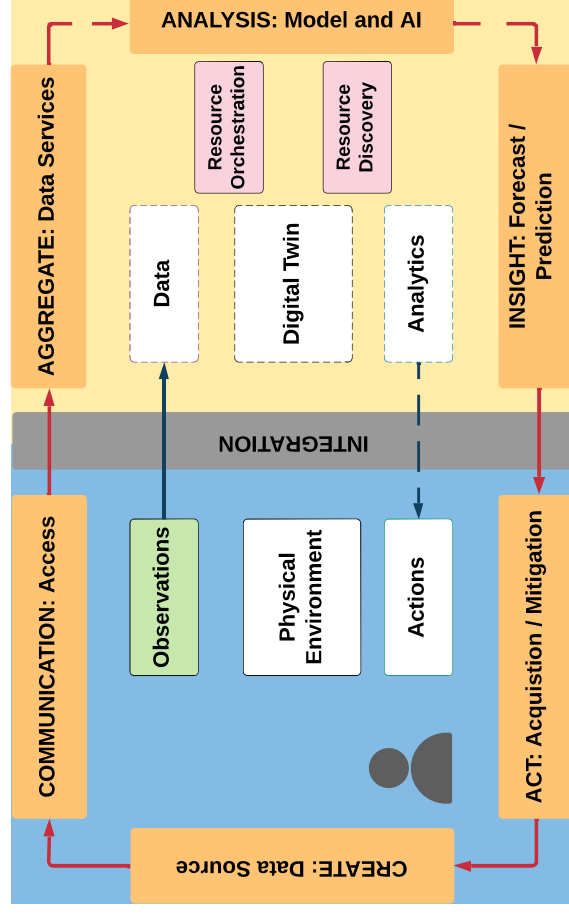 ANALYSIS: Model and AI
Resource
Orchestration
Resource
Discovery
AGGREGATE: Data Services
Data
Digital Twin
Analytics
INSIGHT: Forecast /
Prediction
INTEGRATION
COMMUNICATION: Access
Observations
Physical
Environment
Actions
ACT: Acquistion / Mitigation
CREATE: Data Source